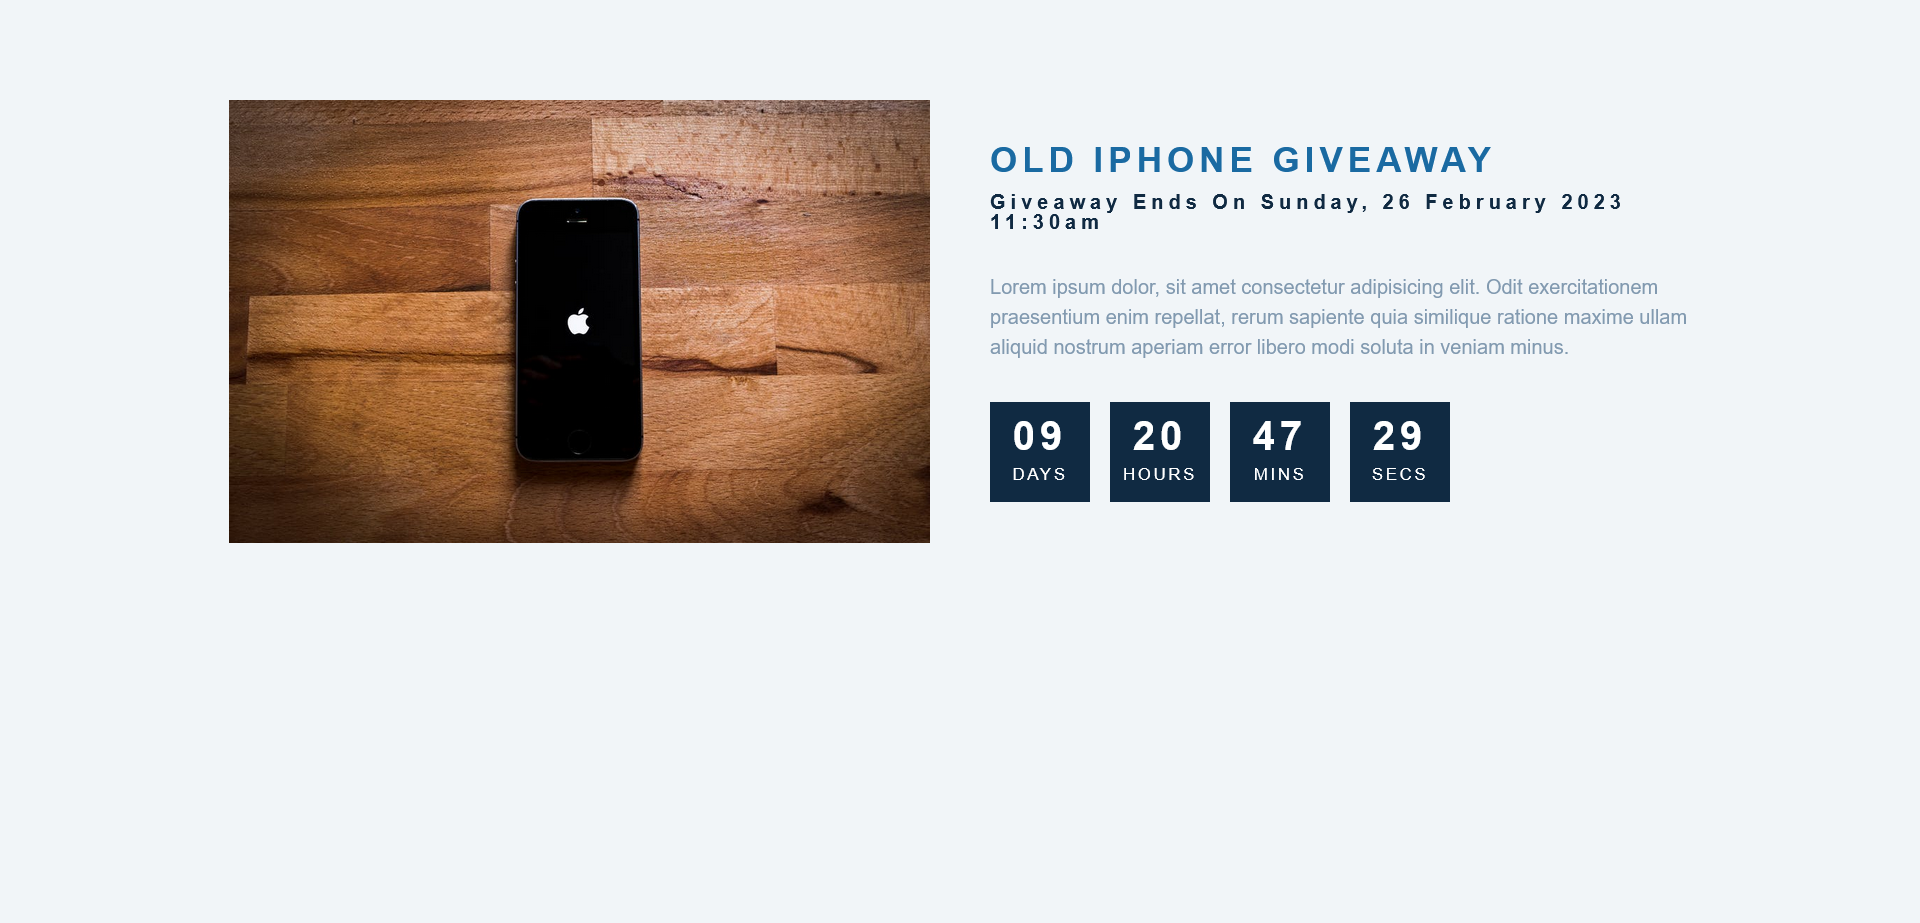 OLD IPHONE GIVEAWAY
Giveaway Ends On Sunday, 26 February 2023
11:30am
Lorem ipsum dolor, sit amet consectetur adipisicing elit. Odit exercitationem
praesentium enim repellat, rerum sapiente quia similique ratione maxime ullam
aliquid nostrum aperiam error libero modi soluta in veniam minus.
09 20 47 29
DAYS HOURS MINS SECS